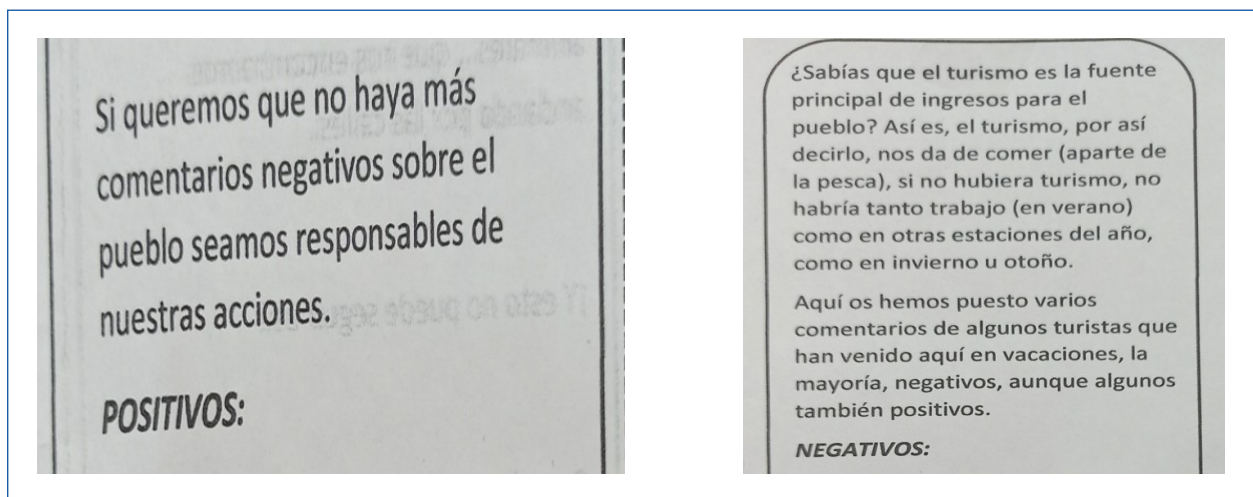 Si queremos que no haya más
comentarios negativos sobre el
pueblo seamos responsables de
nuestras acciones.
POSITIVOS:
¿Sabías que el turismo es la fuente
principal de ingresos para el
pueblo? Así es, el turismo, por así
decirlo, nos da de comer (aparte de
la pesca), si no hubiera turismo, no
habría tanto trabajo (en verano)
como en otras estaciones del año,
como en invierno u otoño.
Aquí os hemos puesto varios
comentarios de algunos turistas que
han venido aquí en vacaciones, la
mayoría, negativos, aunque algunos
también positivos.
NEGATIVOS: